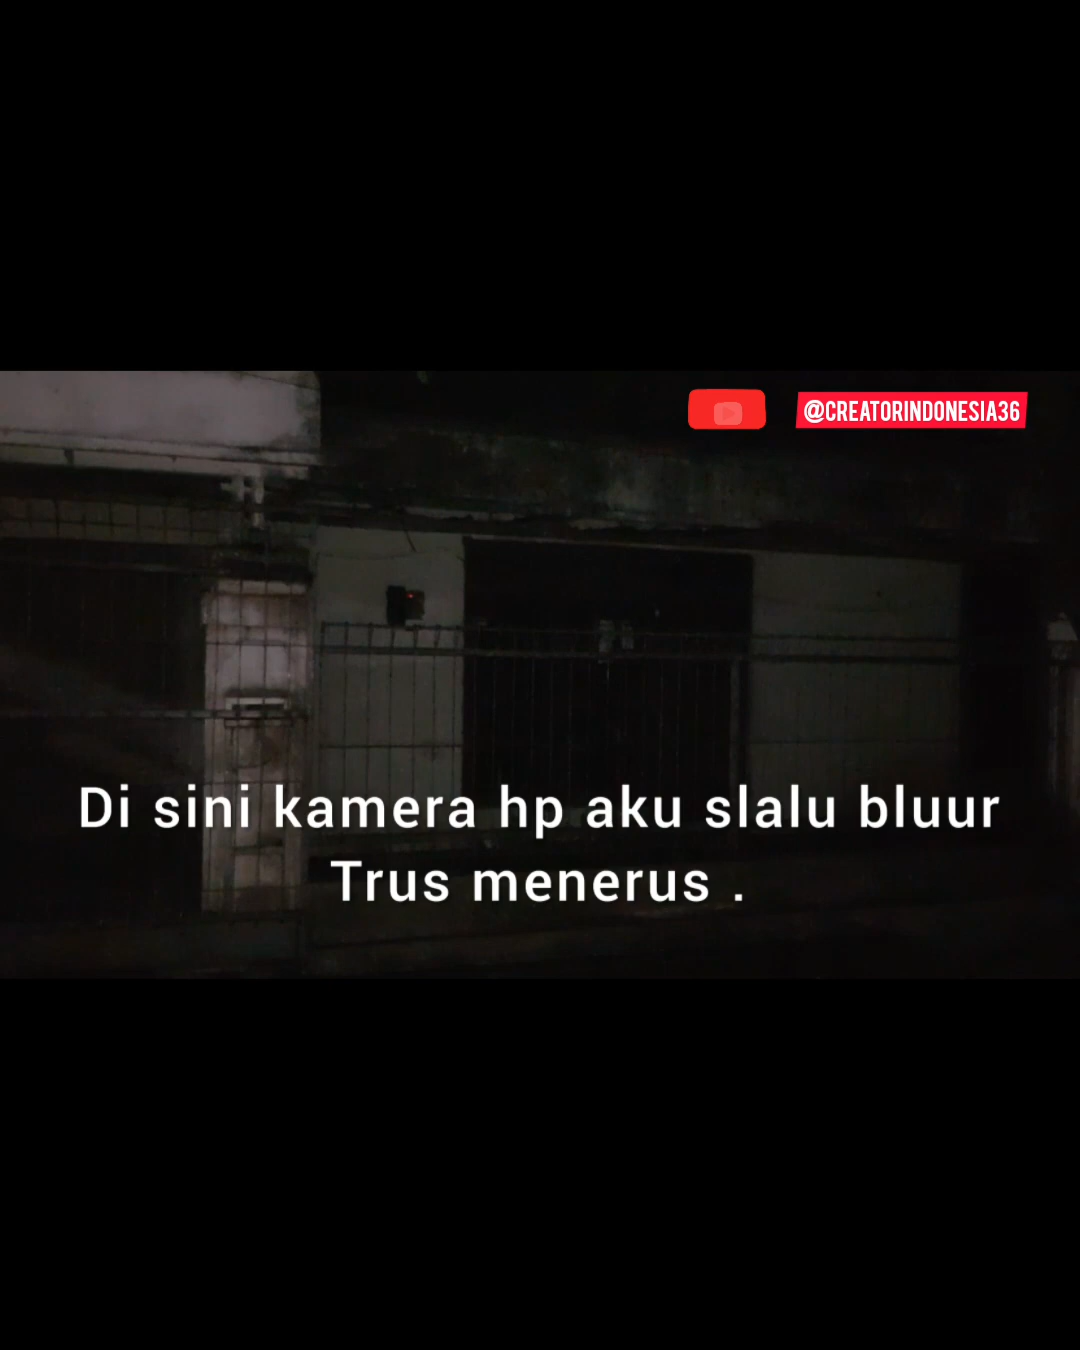 @CREATORINDONESIA36
Di sini kamera hp aku slalu bluur
Trus menerus .